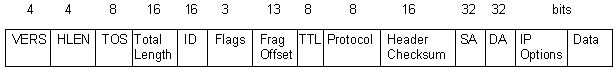 4 4 8 16 16 3 13 8 8 16 32 32 bits
VERS HLEN TOS Total Length ID Flags Frag Offset TTL Protocol Header Checksum SA DA IP Options Data